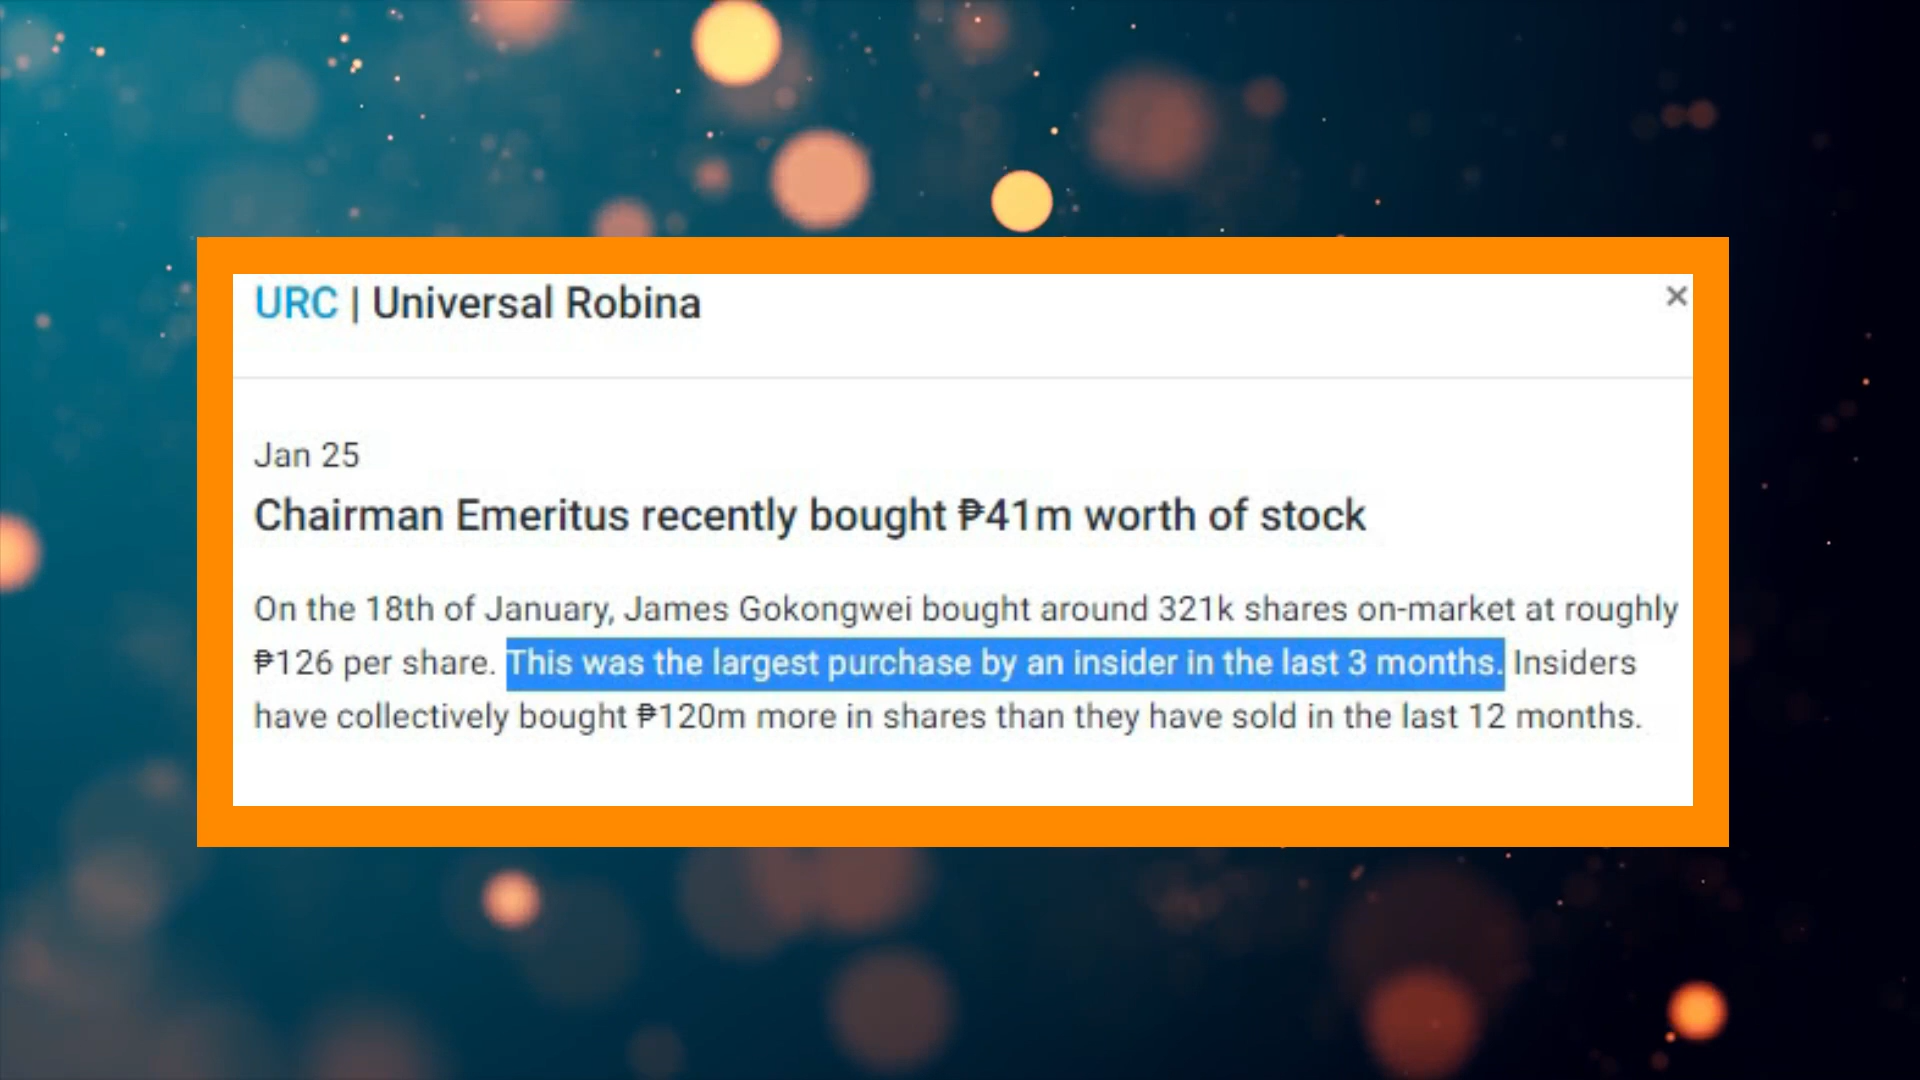 URC | Universal Robina
Jan 25
Chairman Emeritus recently bought ₱41m worth of stock
On the 18th of January, James Gokongwei bought around 321k shares on-market at roughly
₱126 per share. This was the largest purchase by an insider in the last 3 months. Insiders
have collectively bought ₱120m more in shares than they have sold in the last 12 months.